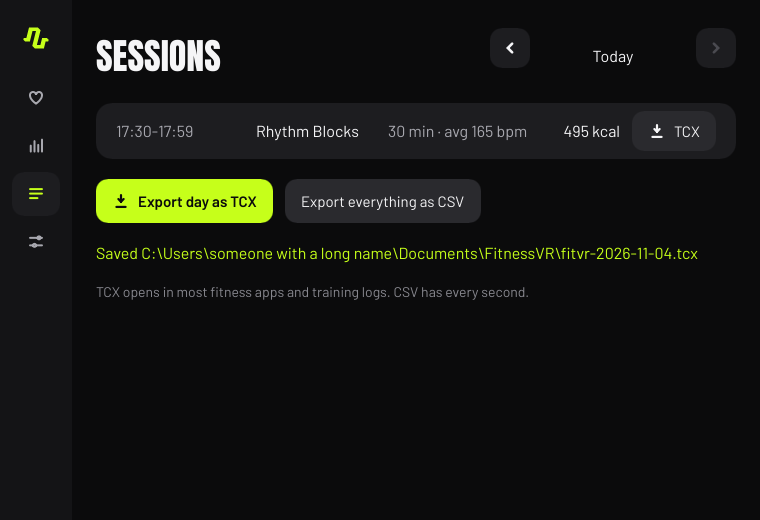 SESSIONS
Today
17:30-17:59 Rhythm Blocks 30 min · avg 165 bpm 495 kcal TCX
Export day as TCX Export everything as CSV
Saved C:\Users\someone with a long name\Documents\FitnessVR\fitvr-2026-11-04.tcx
TCX opens in most fitness apps and training logs. CSV has every second.